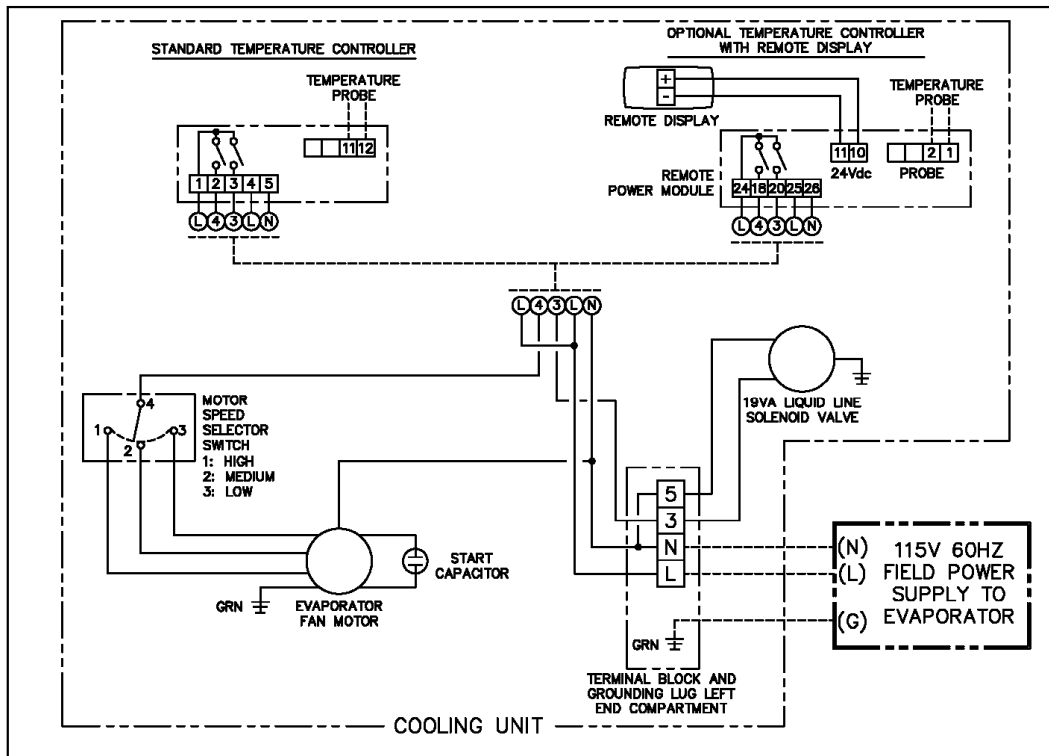 STANDARD TEMPERATURE CONTROLLER
TEMPERATURE
PROBE
11 12
1 2 3 4 5
L 4 3 L N
OPTIONAL TEMPERATURE CONTROLLER
WITH REMOTE DISPLAY
+
-
REMOTE DISPLAY
TEMPERATURE
PROBE
11 10
24Vdc
2 1
PROBE
REMOTE
POWER MODULE
24 18 20 25 26
L 4 3 L N
L 4 3 L N
19VA LIQUID LINE
SOLENOID VALVE
4
1
2
3
MOTOR
SPEED
SELECTOR
SWITCH
1: HIGH
2: MEDIUM
3: LOW
START
CAPACITOR
GRN
EVAPORATOR
FAN MOTOR
5
3
N
L
GRN
TERMINAL BLOCK AND
GROUNDING LUG LEFT
END COMPARTMENT
(N)
(L)
(G)
115V 60HZ
FIELD POWER
SUPPLY TO
EVAPORATOR
COOLING UNIT